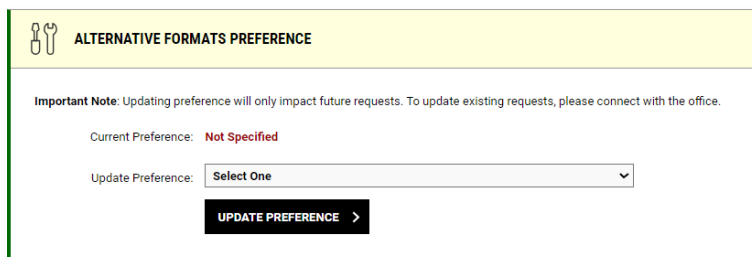 ALTERNATIVE FORMATS PREFERENCE
Important Note: Updating preference will only impact future requests. To update existing requests, please connect with the office.
Current Preference: Not Specified
Update Preference: Select One
UPDATE PREFERENCE